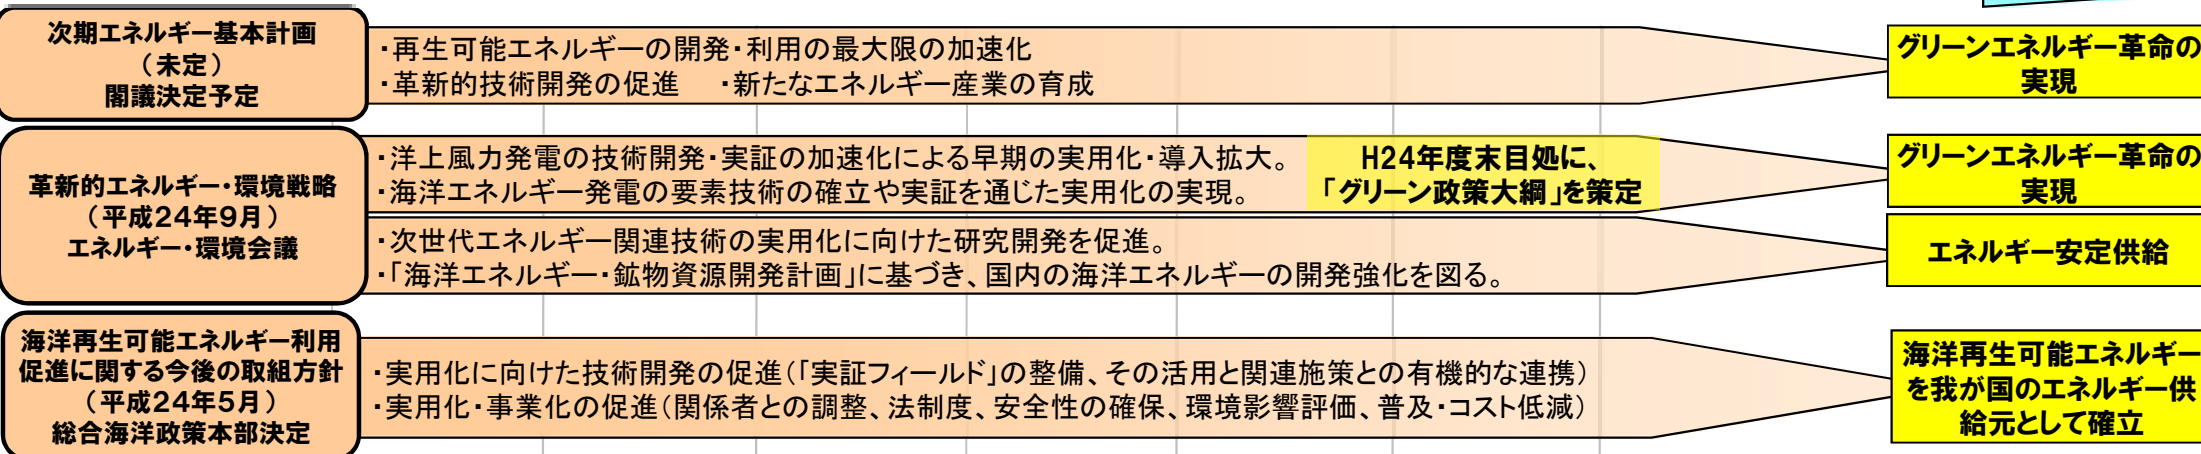 次期エネルギー基本計画
(未定)
閣議決定予定
・再生可能エネルギーの開発・利用の最大限の加速化
・革新的技術開発の促進　・新たなエネルギー産業の育成
グリーンエネルギー革命の
実現
革新的エネルギー・環境戦略
(平成24年9月)
エネルギー・環境会議
・洋上風力発電の技術開発・実証の加速化による早期の実用化・導入拡大。
・海洋エネルギー発電の要素技術の確立や実証を通じた実用化の実現。
H24年度末目処に、
「グリーン政策大綱」を策定
グリーンエネルギー革命の
実現
・次世代エネルギー関連技術の実用化に向けた研究開発を促進。
・「海洋エネルギー・鉱物資源開発計画」に基づき、国内の海洋エネルギーの開発強化を図る。
エネルギー安定供給
海洋再生可能エネルギー利用
促進に関する今後の取組方針
(平成24年5月)
総合海洋政策本部決定
・実用化に向けた技術開発の促進(「実証フィールド」の整備、その活用と関連施策との有機的な連携)
・実用化・事業化の促進(関係者との調整、法制度、安全性の確保、環境影響評価、普及・コスト低減)
海洋再生可能エネルギー
を我が国のエネルギー供
給元として確立